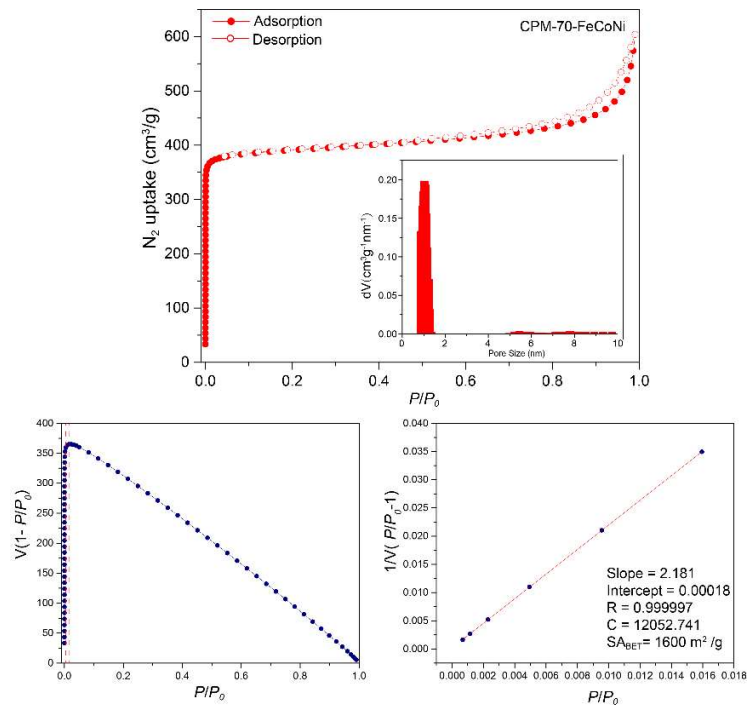 Adsorption
Desorption
CPM-70-FeCoNi
600
500
400
300
200
100
0
N₂ uptake (cm³/g)
0.0 0.2 0.4 0.6 0.8 1.0
P/P₀
0.20
0.15
0.10
0.05
0.00
dV(cm³g⁻¹nm⁻¹)
0 2 4 6 8 10
Pore Size (nm)
400
350
300
250
200
150
100
50
0
V(1- P/P₀)
0.0 0.2 0.4 0.6 0.8 1.0
P/P₀
0.040
0.035
0.030
0.025
0.020
0.015
0.010
0.005
0.000
1/V( P/P₀-1)
Slope = 2.181
Intercept = 0.00018
R = 0.999997
C = 12052.741
SA_BET= 1600 m² /g
0.000 0.002 0.004 0.006 0.008 0.010 0.012 0.014 0.016 0.018
P/P₀